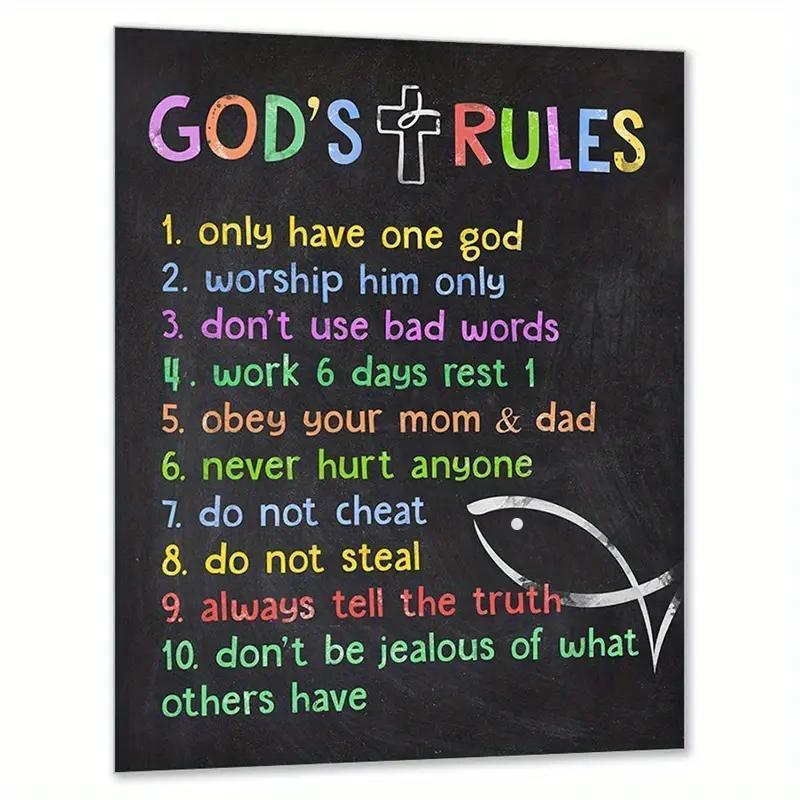 GOD'S RULES
1. only have one god
2. worship him only
3. don't use bad words
4. work 6 days rest 1
5. obey your mom & dad
6. never hurt anyone
7. do not cheat
8. do not steal
9. always tell the truth
10. don't be jealous of what
others have